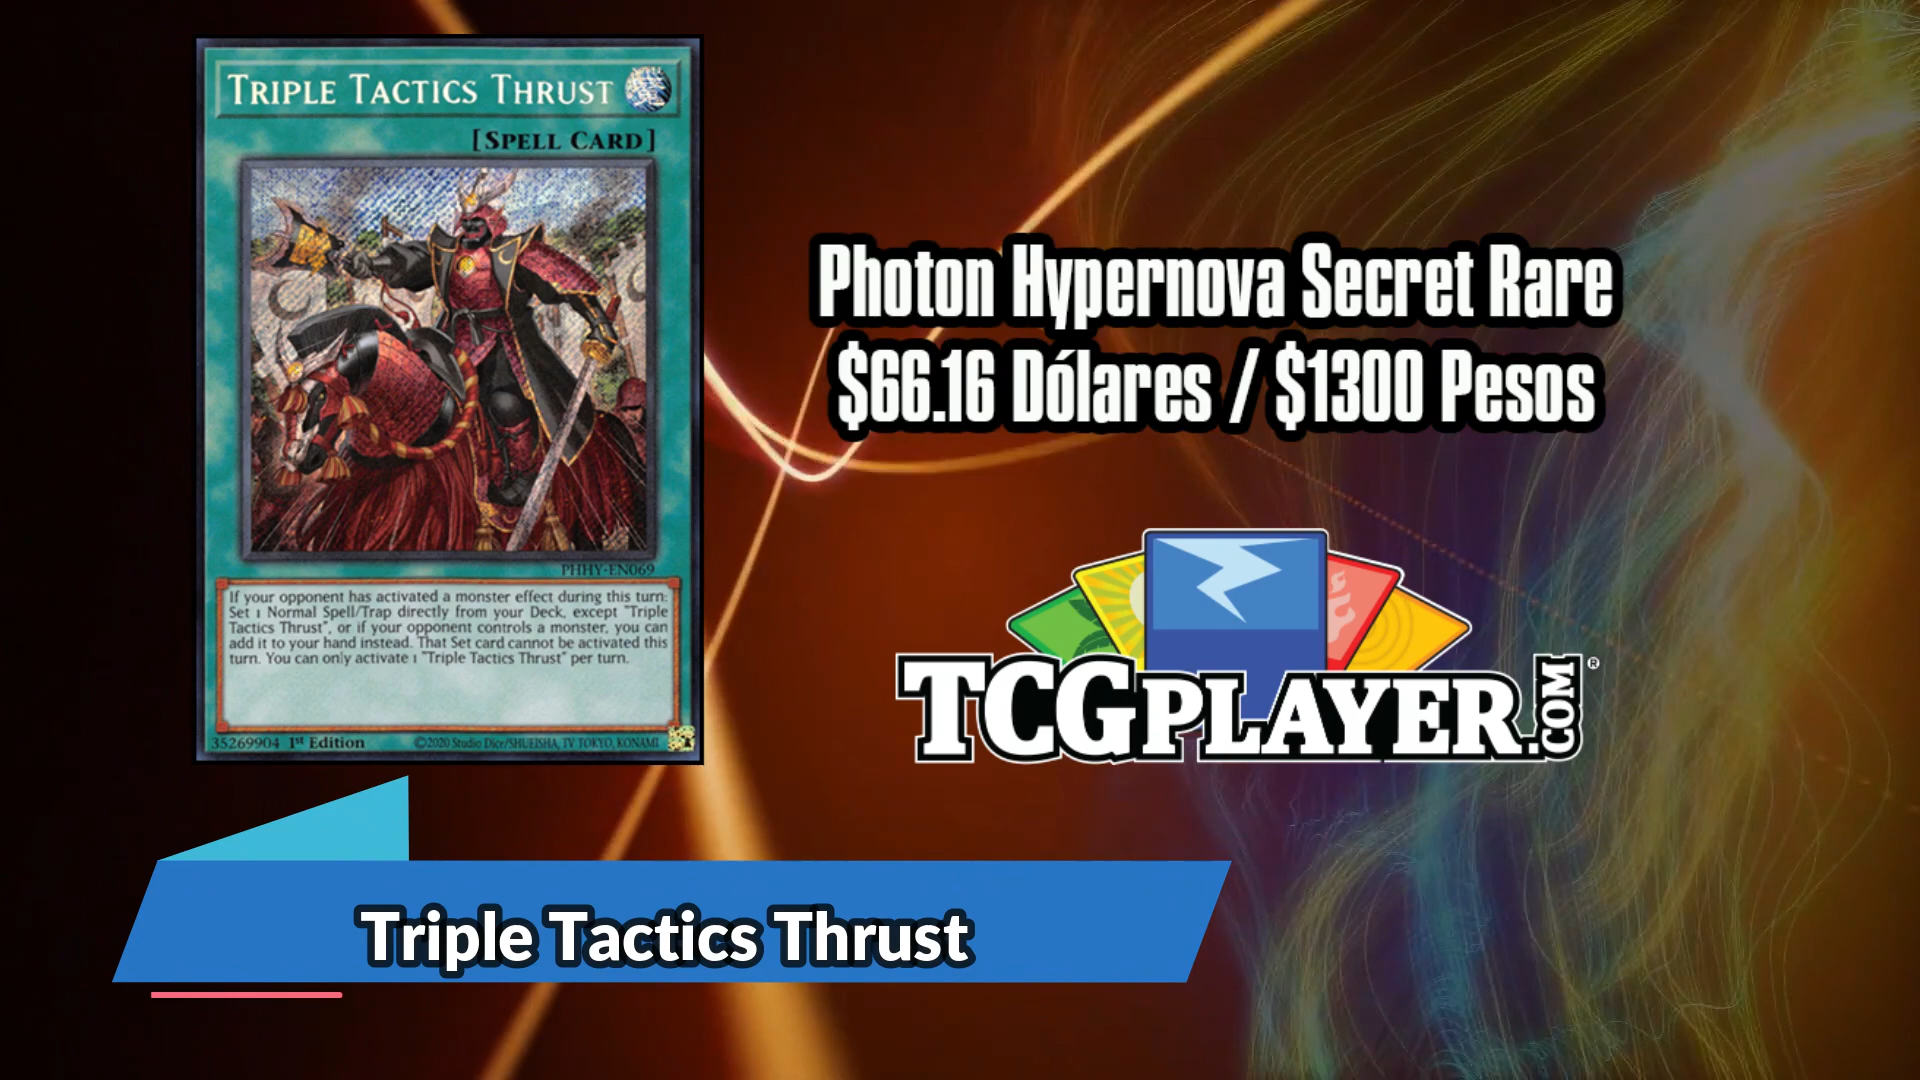 TRIPLE TACTICS THRUST
[SPELL CARD]
PHHY-EN069
If your opponent has activated a monster effect during this turn:
Set 1 Normal Spell/Trap directly from your Deck, except "Triple
Tactics Thrust", or if your opponent controls a monster, you can
add it to your hand instead. That Set card cannot be activated this
turn. You can only activate 1 "Triple Tactics Thrust" per turn.
35269904 1st Edition ©2020 Studio Dice/SHUEISHA, TV TOKYO, KONAMI
Photon Hypernova Secret Rare
$66.16 Dólares / $1300 Pesos
TCGPLAYER.COM®
Triple Tactics Thrust